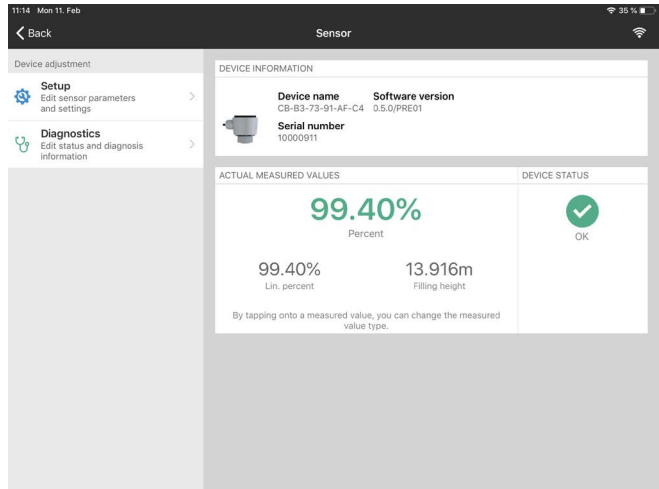 11:14 Mon 11. Feb
35 %
Back
Sensor
Device adjustment
Setup
Edit sensor parameters
and settings
Diagnostics
Edit status and diagnosis
information
DEVICE INFORMATION
Device name
CB-B3-73-91-AF-C4
Software version
0.5.0/PRE01
Serial number
10000911
ACTUAL MEASURED VALUES
99.40%
Percent
99.40%
Lin. percent
13.916m
Filling height
By tapping onto a measured value, you can change the measured
value type.
DEVICE STATUS
OK